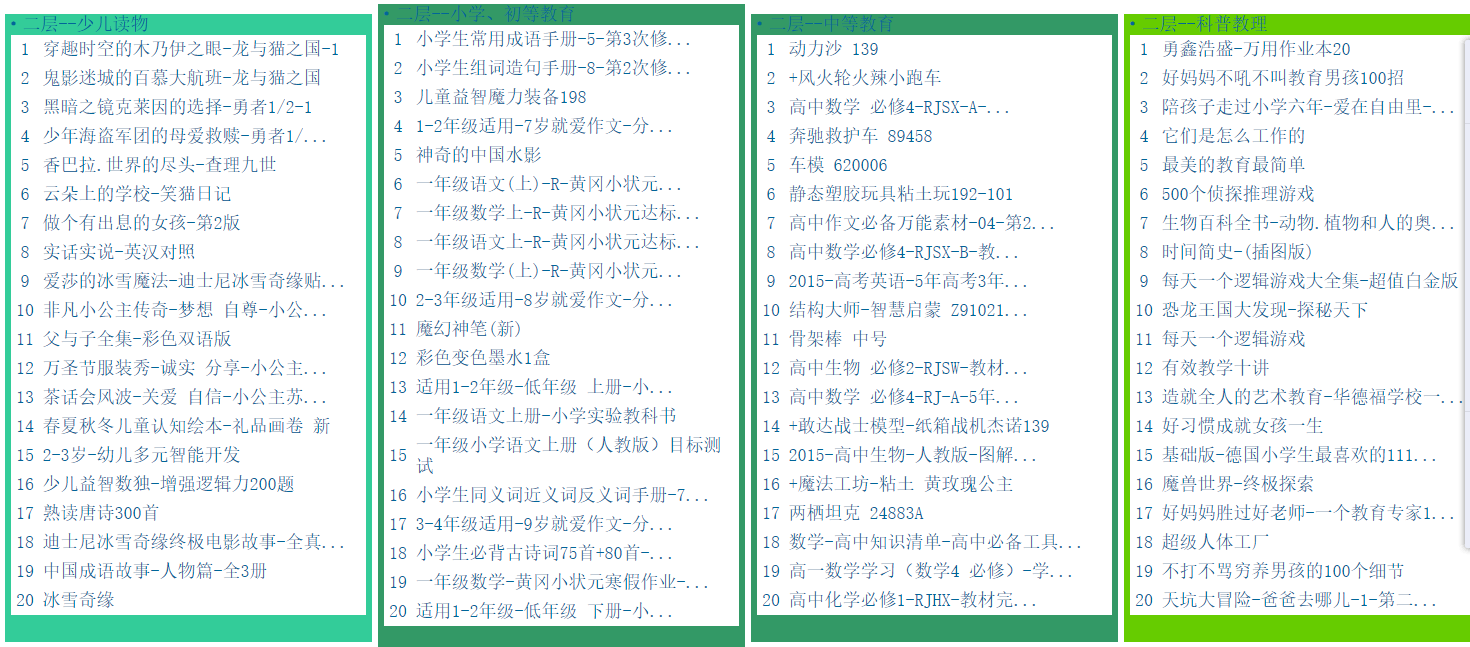 • 二层--少儿读物
1 穿越时空的木乃伊之眼-龙与猫之国-1
2 鬼影迷城的百慕大航班-龙与猫之国
3 黑暗之镜克莱因的选择-勇者1/2-1
4 少年海盗军团的母爱救赎-勇者1/...
5 香巴拉.世界的尽头-查理九世
6 云朵上的学校-笑猫日记
7 做个有出息的女孩-第2版
8 实话实说-英汉对照
9 爱莎的冰雪魔法-迪士尼冰雪奇缘贴...
10 非凡小公主传奇-梦想 自尊-小公...
11 父与子全集-彩色双语版
12 万圣节服装秀-诚实 分享-小公主...
13 茶话会风波-关爱 自信-小公主苏...
14 春夏秋冬儿童认知绘本-礼品画卷 新
15 2-3岁-幼儿多元智能开发
16 少儿益智数独-增强逻辑力200题
17 熟读唐诗300首
18 迪士尼冰雪奇缘终极电影故事-全真...
19 中国成语故事-人物篇-全3册
20 冰雪奇缘
• 二层--小学、初等教育
1 小学生常用成语手册-5-第3次修...
2 小学生组词造句手册-8-第2次修...
3 儿童益智魔力装备198
4 1-2年级适用-7岁就爱作文-分...
5 神奇的中国水影
6 一年级语文(上)-R-黄冈小状元...
7 一年级数学上-R-黄冈小状元达标...
8 一年级语文上-R-黄冈小状元达标...
9 一年级数学(上)-R-黄冈小状元...
10 2-3年级适用-8岁就爱作文-分...
11 魔幻神笔(新)
12 彩色变色墨水1盒
13 适用1-2年级-低年级 上册-小...
14 一年级语文上册-小学实验教科书
15 一年级小学语文上册（人教版）目标测
试
16 小学生同义词近义词反义词手册-7...
17 3-4年级适用-9岁就爱作文-分...
18 小学生必背古诗词75首+80首-...
19 一年级数学-黄冈小状元寒假作业-...
20 适用1-2年级-低年级 下册-小...
• 二层--中等教育
1 动力沙 139
2 +风火轮火辣小跑车
3 高中数学 必修4-RJSX-A-...
4 奔驰救护车 89458
5 车模 620006
6 静态塑胶玩具粘土玩192-101
7 高中作文必备万能素材-04-第2...
8 高中数学必修4-RJSX-B-教...
9 2015-高考英语-5年高考3年...
10 结构大师-智慧启蒙 Z91021...
11 骨架棒 中号
12 高中生物 必修2-RJSW-教材...
13 高中数学 必修4-RJ-A-5年...
14 +敢达战士模型-纸箱战机杰诺139
15 2015-高中生物-人教版-图解...
16 +魔法工坊-粘土 黄玫瑰公主
17 两栖坦克 24883A
18 数学-高中知识清单-高中必备工具...
19 高一数学学习（数学4 必修）-学...
20 高中化学必修1-RJHX-教材完...
• 二层--科普教理
1 勇鑫浩盛-万用作业本20
2 好妈妈不吼不叫教育男孩100招
3 陪孩子走过小学六年-爱在自由里-...
4 它们是怎么工作的
5 最美的教育最简单
6 500个侦探推理游戏
7 生物百科全书-动物.植物和人的奥...
8 时间简史-(插图版)
9 每天一个逻辑游戏大全集-超值白金版
10 恐龙王国大发现-探秘天下
11 每天一个逻辑游戏
12 有效教学十讲
13 造就全人的艺术教育-华德福学校一...
14 好习惯成就女孩一生
15 基础版-德国小学生最喜欢的111...
16 魔兽世界-终极探索
17 好妈妈胜过好老师-一个教育专家1...
18 超级人体工厂
19 不打不骂穷养男孩的100个细节
20 天坑大冒险-爸爸去哪儿-1-第二...